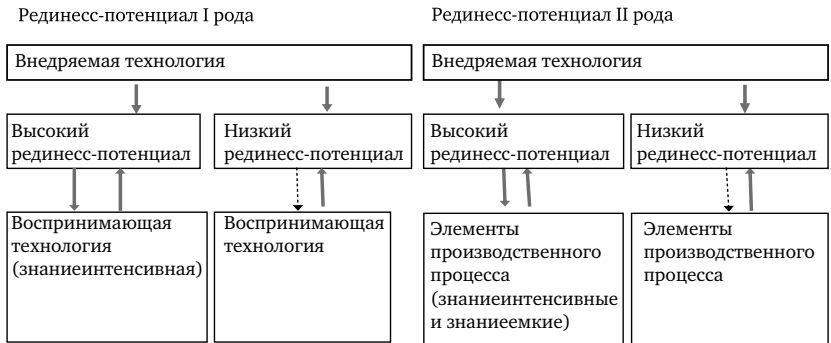 Рединесс-потенциал I рода
Внедряемая технология
Высокий
рединесс-потенциал
Низкий
рединесс-потенциал
Воспринимающая
технология
(знаниеинтенсивная)
Воспринимающая
технология
Рединесс-потенциал II рода
Внедряемая технология
Высокий
рединесс-потенциал
Низкий
рединесс-потенциал
Элементы
производственного
процесса
(знаниеинтенсивные
и знаниеемкие)
Элементы
производственного
процесса